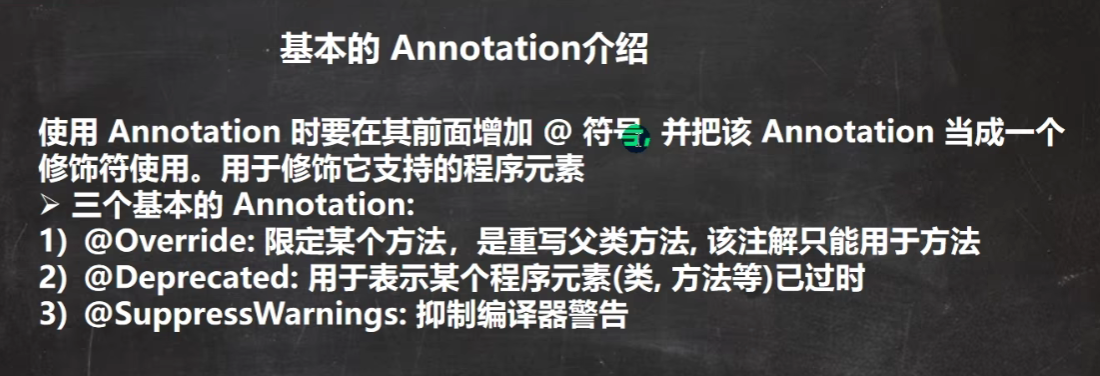 基本的 Annotation介绍
使用 Annotation 时要在其前面增加 @ 符号, 并把该 Annotation 当成一个
修饰符使用。用于修饰它支持的程序元素
➢ 三个基本的 Annotation:
1) @Override: 限定某个方法，是重写父类方法, 该注解只能用于方法
2) @Deprecated: 用于表示某个程序元素(类, 方法等)已过时
3) @SuppressWarnings: 抑制编译器警告